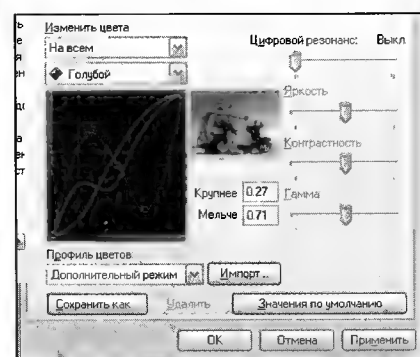 Изменить цвета
На всем
Голубой
Цифровой резонанс: Выкл
Яркость
Контрастность
Крупнее 0.27
Гамма
Мельче 0.71
Профиль цветов
Дополнительный режим
Импорт...
Сохранить как
Удалить
Значения по умолчанию
OK
Отмена
Применить